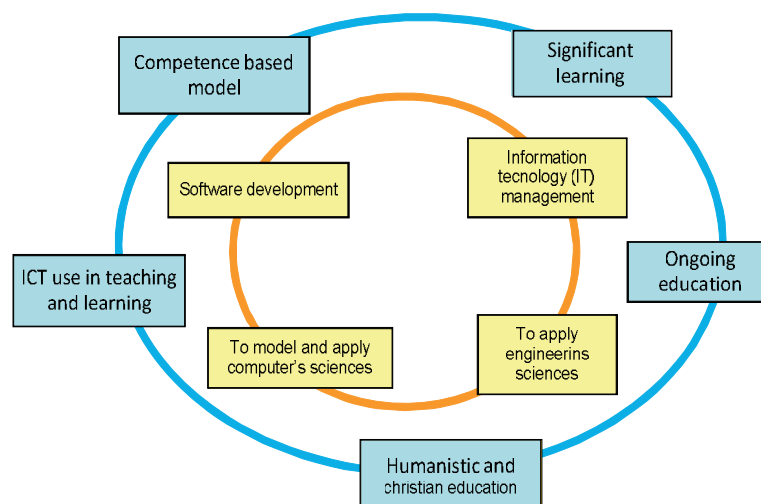 Competence based
model
Significant
learning
Software development
Information
tecnology (IT)
management
ICT use in teaching
and learning
Ongoing
education
To model and apply
computer's sciences
To apply
engineerins
sciences
Humanistic and
christian education